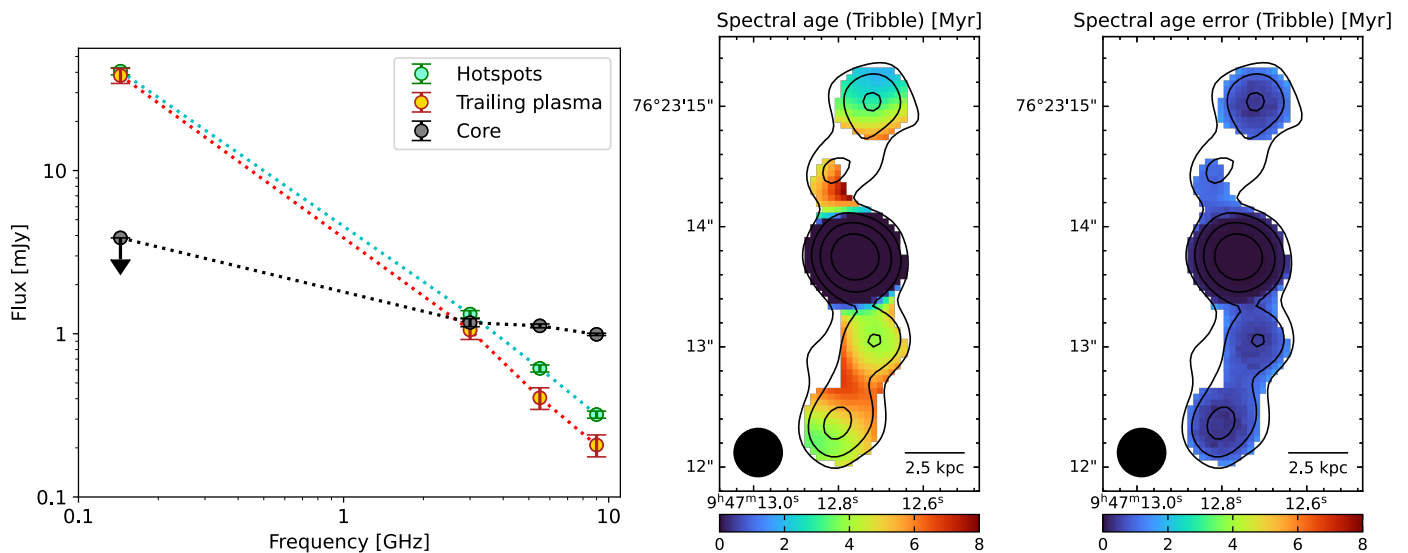 Flux [mJy]
10
1
0.1
0.1
1
10
Frequency [GHz]
Hotspots
Trailing plasma
Core
Spectral age (Tribble) [Myr]
76°23'15"
14"
13"
12"
2.5 kpc
9ʰ47ᵐ13.0ˢ
12.8ˢ
12.6ˢ
0
2
4
6
8
Spectral age error (Tribble) [Myr]
76°23'15"
14"
13"
12"
2.5 kpc
9ʰ47ᵐ13.0ˢ
12.8ˢ
12.6ˢ
0
2
4
6
8